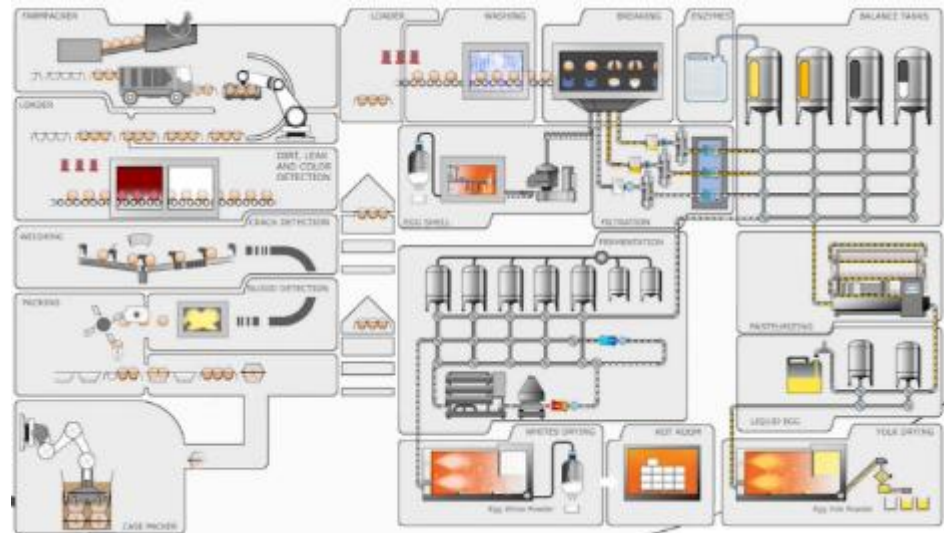 FARMPACKER
LOADER
WASHING
BREAKING
ENZYMES
BALANCE TANKS
LOADER
DIRT, LEAK
AND COLOR
DETECTION
EGG SHELL
FILTRATION
CRACK DETECTION
WEIGHING
FERMENTATION
BLOOD DETECTION
PACKING
PASTEURIZING
LIQUID EGG
WHITES DRYING
HOT ROOM
YOLK DRYING
Egg White Powder
Egg Yolk Powder
CASE PACKER